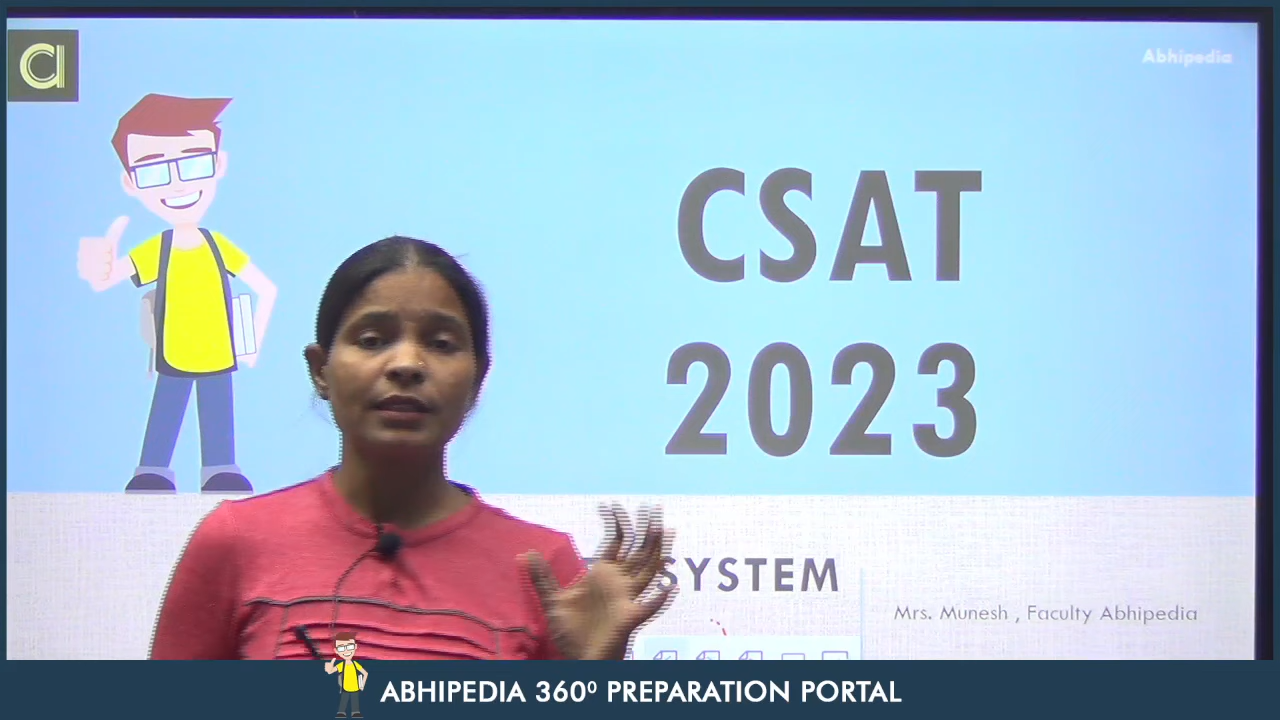 Abhipedia
CSAT
2023
SYSTEM
Mrs. Munesh , Faculty Abhipedia
ABHIPEDIA 360⁰ PREPARATION PORTAL